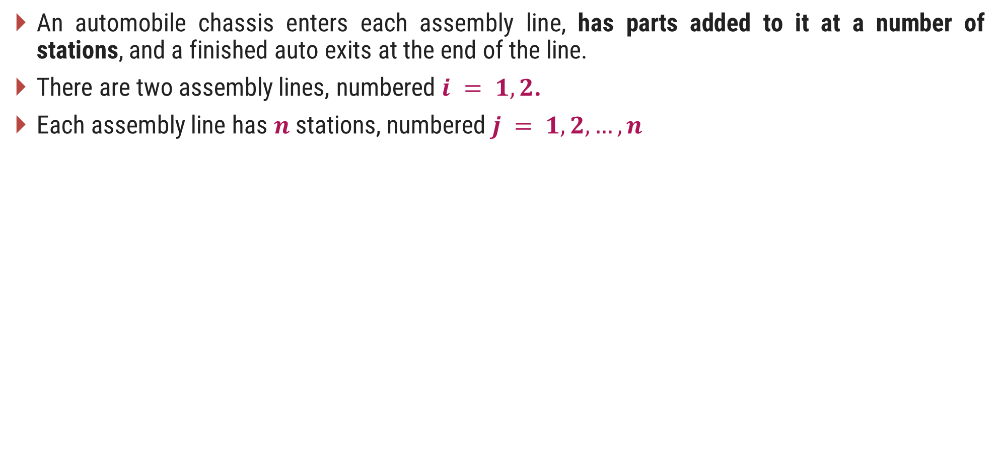 An automobile chassis enters each assembly line, has parts added to it at a number of
stations, and a finished auto exits at the end of the line.
There are two assembly lines, numbered i = 1, 2.
Each assembly line has n stations, numbered j = 1, 2, … , n